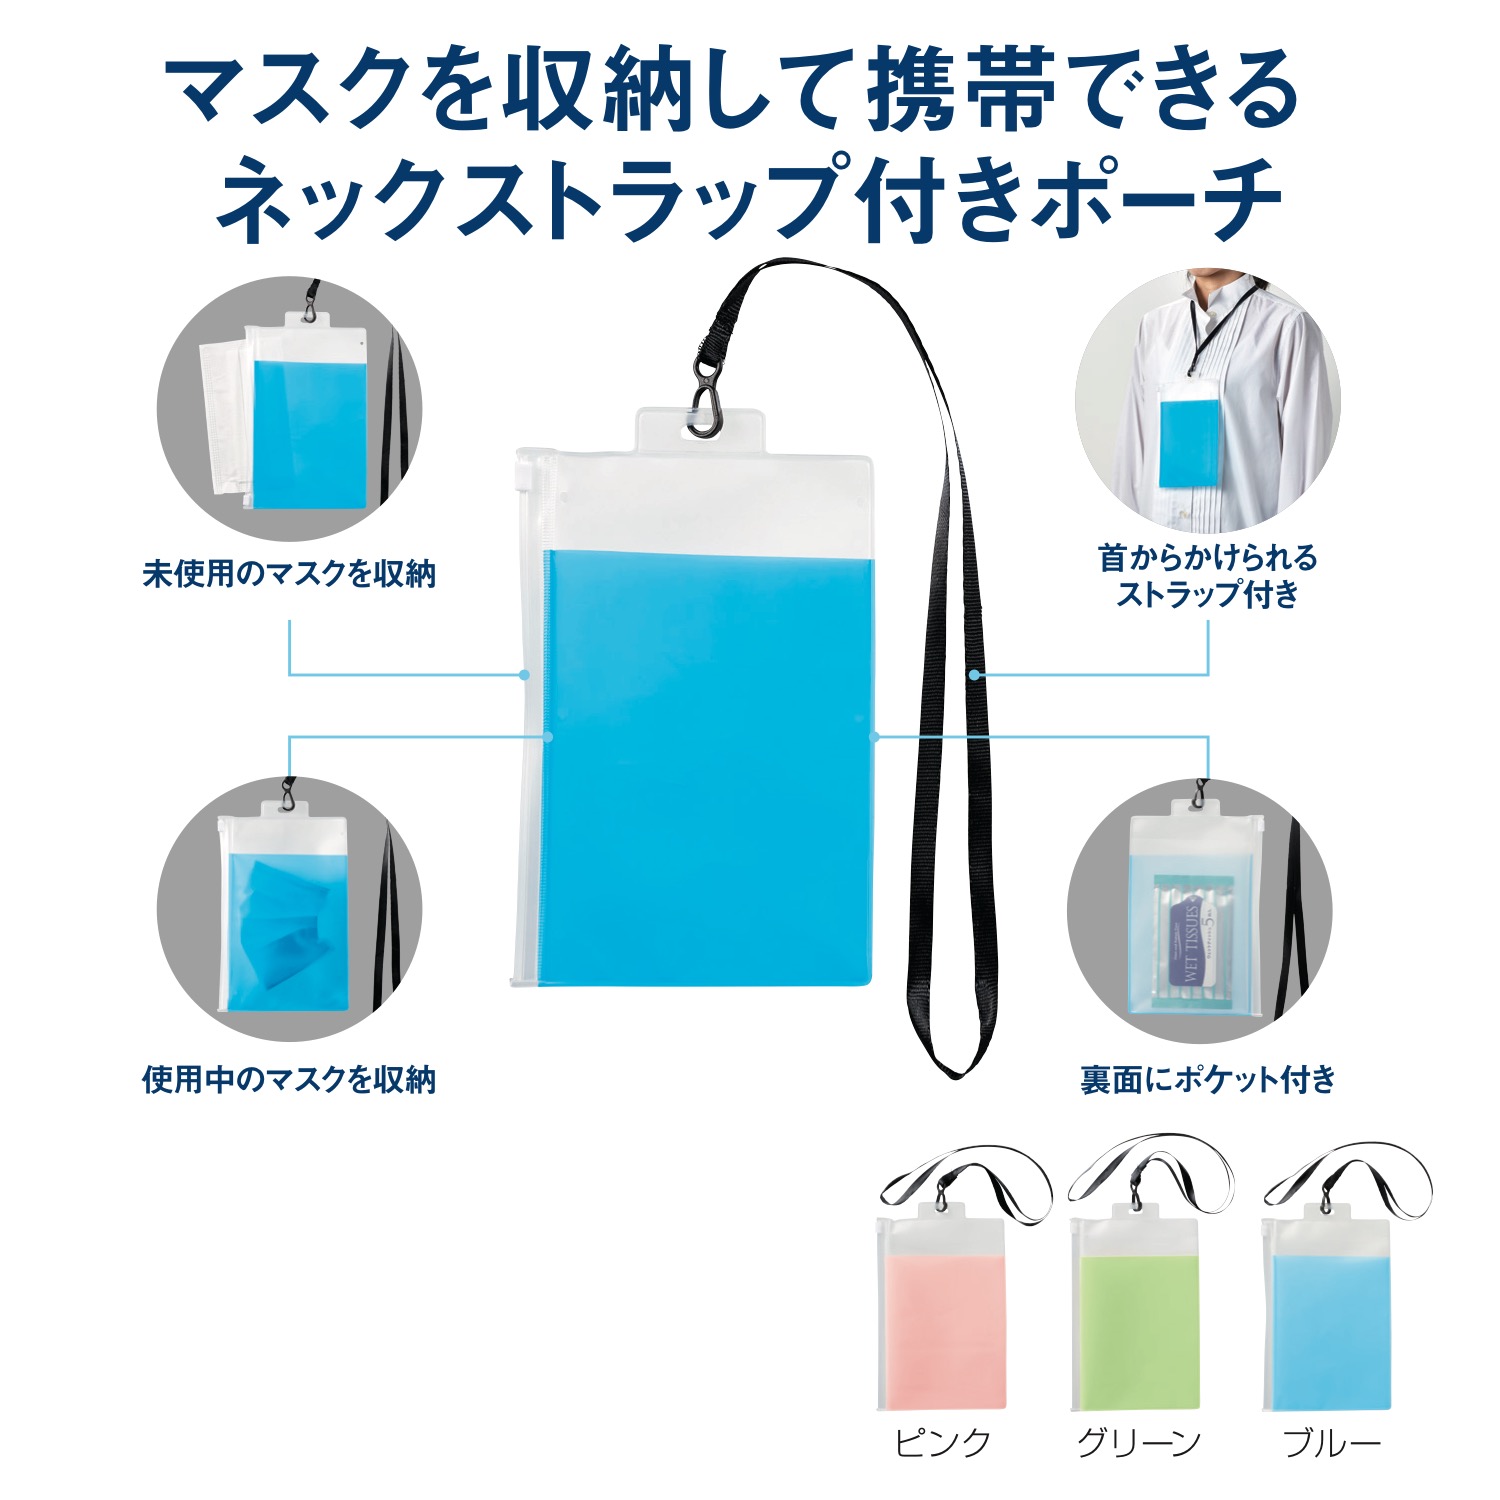 マスクを収納して携帯できる
ネックストラップ付きポーチ
未使用のマスクを収納
首からかけられる
ストラップ付き
使用中のマスクを収納
WET TISSUES
裏面にポケット付き
ピンク
グリーン
ブルー